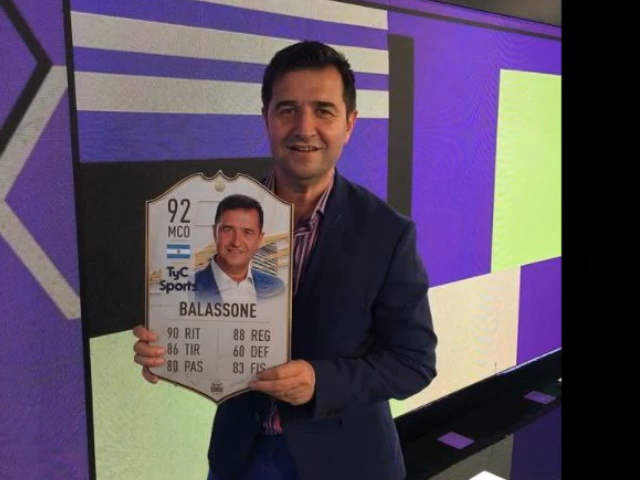 92
MCO
TyC
Sports
BALASSONE
90 RIT 88 REG
86 TIR 60 DEF
80 PAS 83 FIS